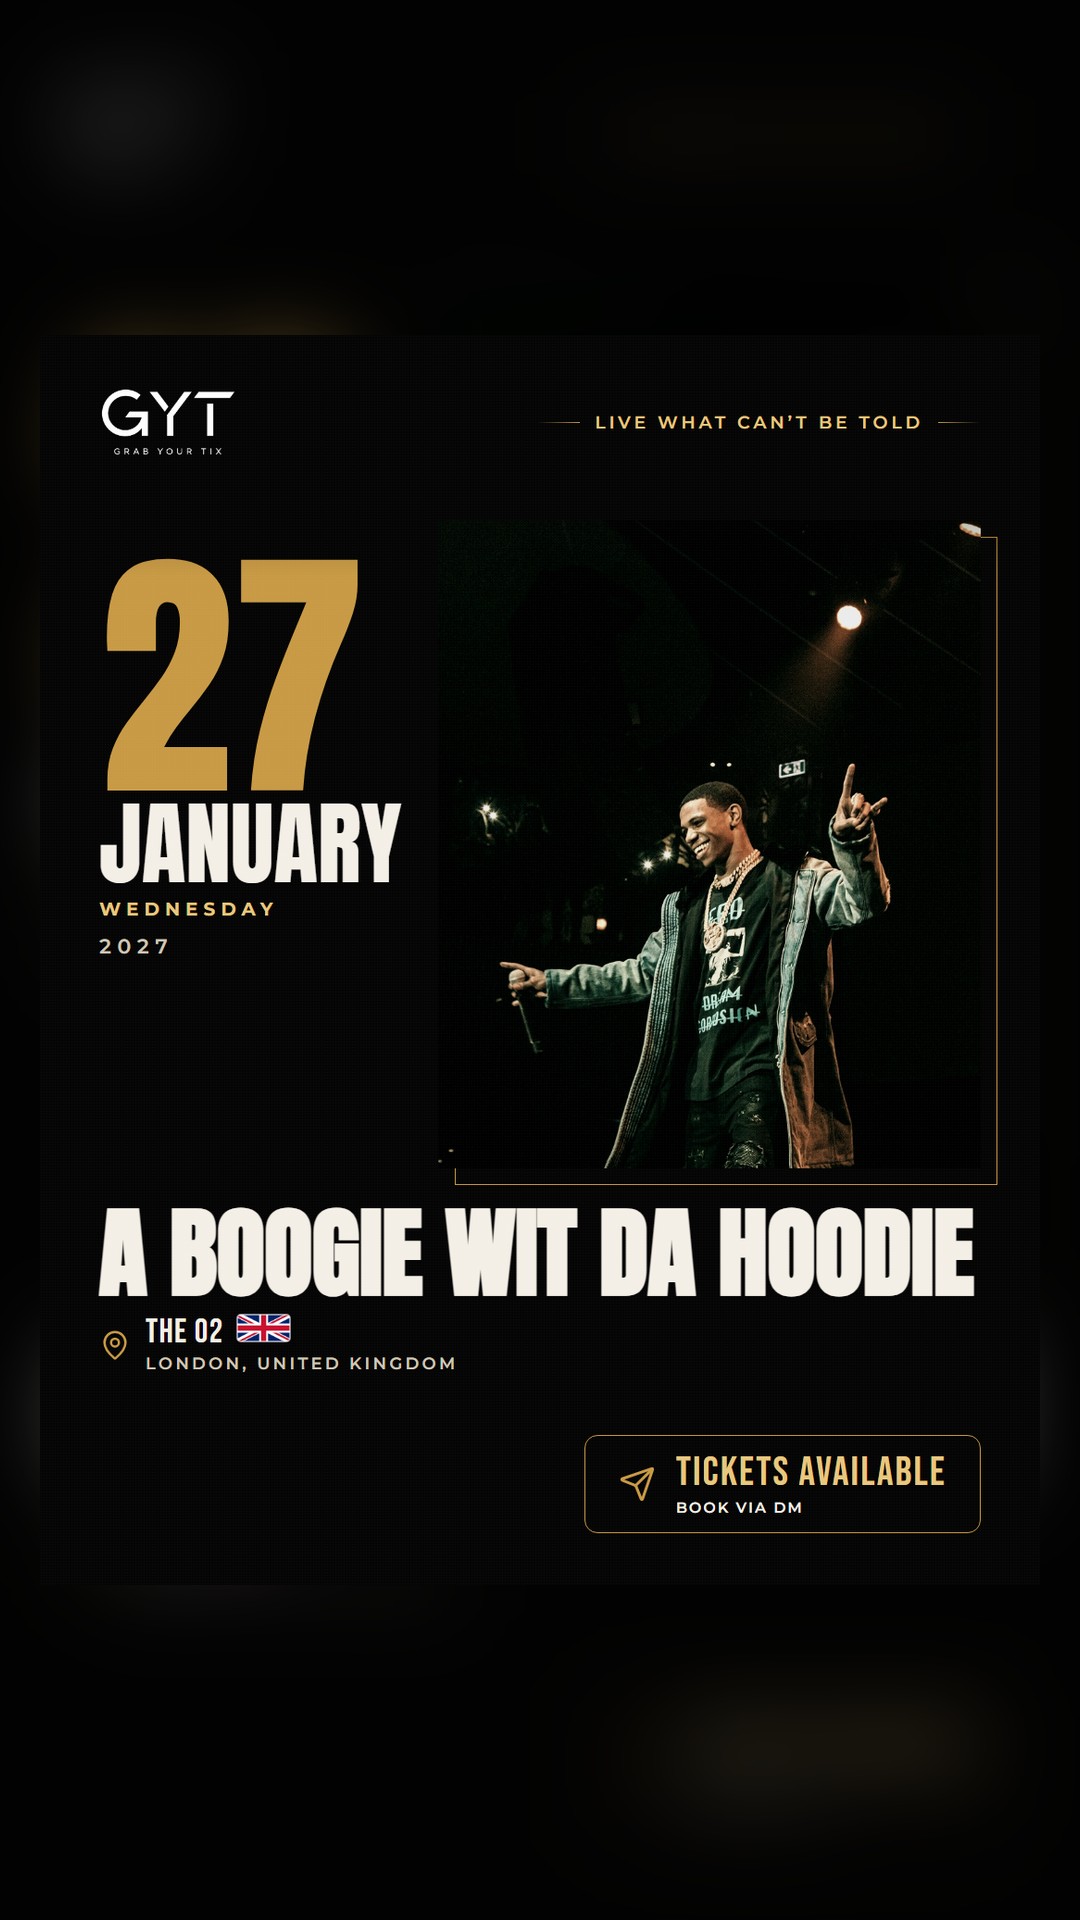 GYT
GRAB YOUR TIX
LIVE WHAT CAN’T BE TOLD
27
JANUARY
WEDNESDAY
2027
A BOOGIE WIT DA HOODIE
THE O2
LONDON, UNITED KINGDOM
TICKETS AVAILABLE
BOOK VIA DM